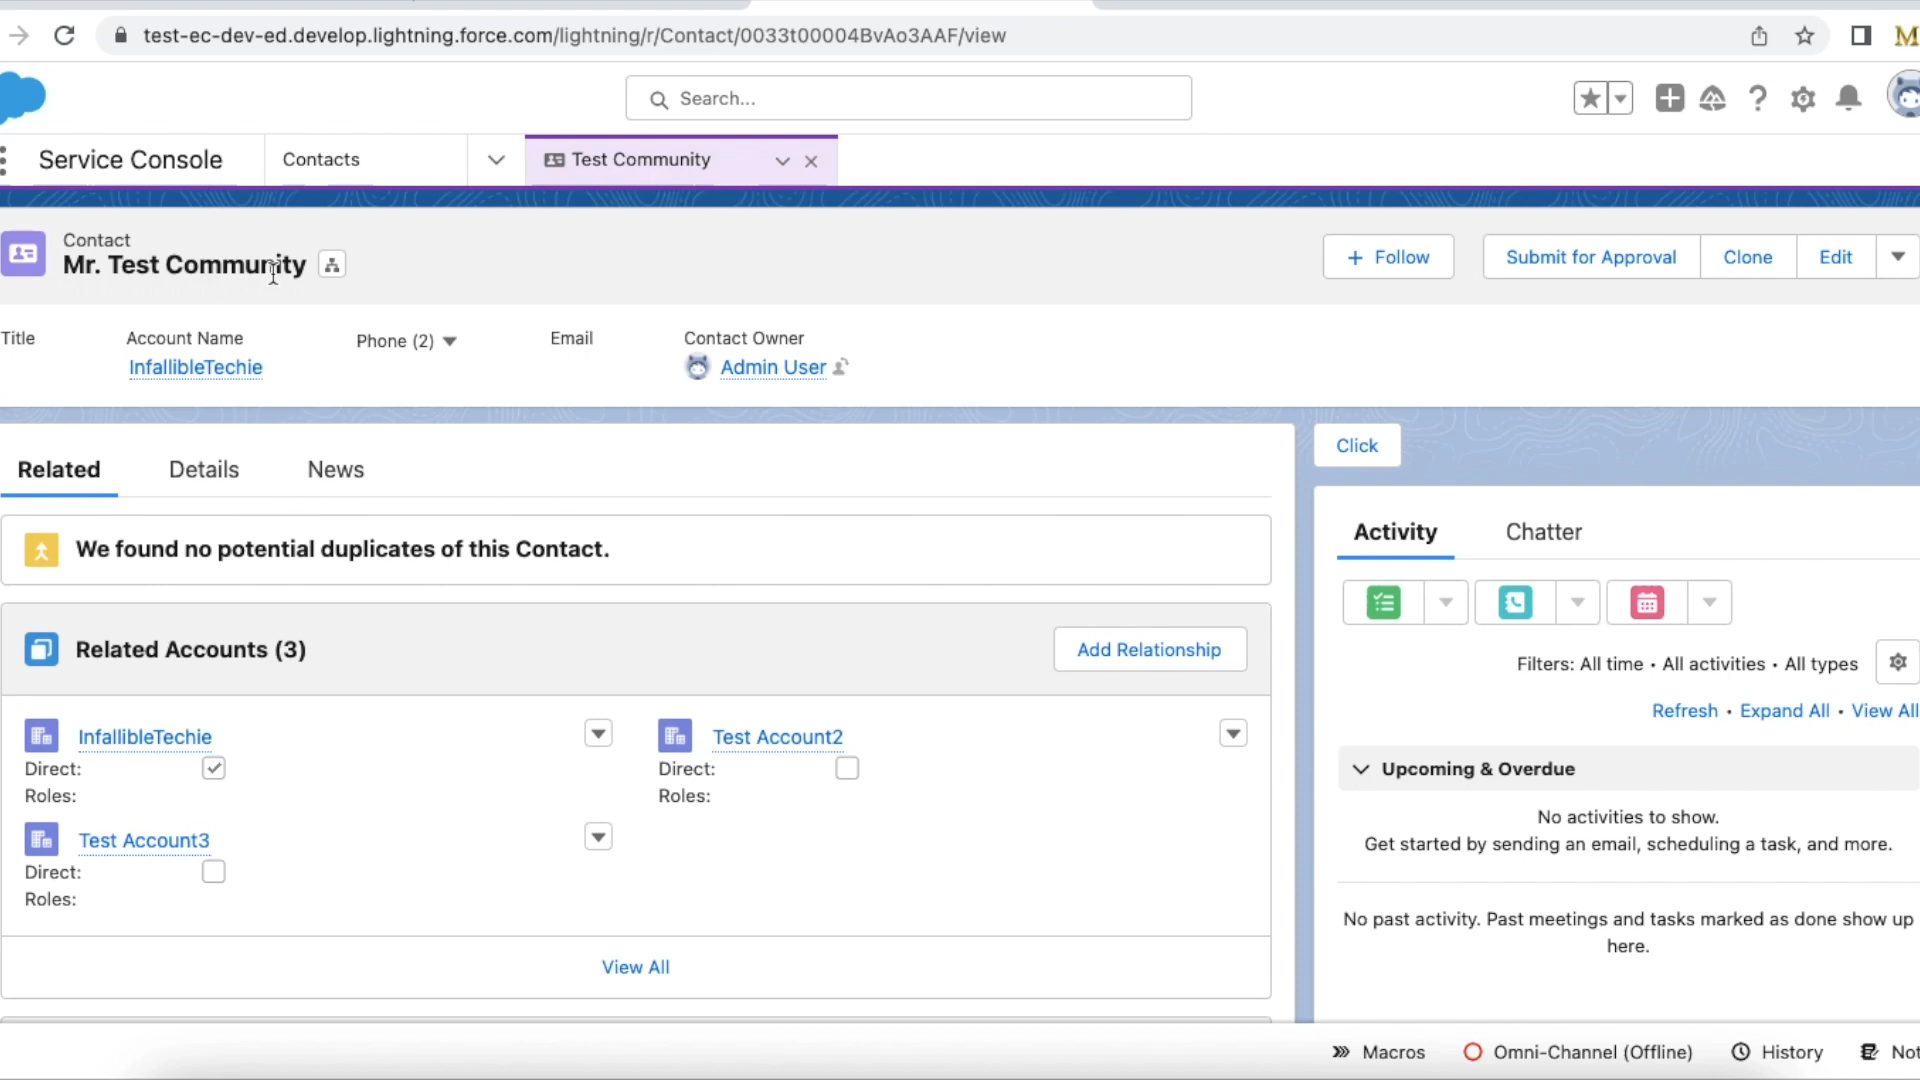 test-ec-dev-ed.develop.lightning.force.com/lightning/r/Contact/0033t00004BvAo3AAF/view
M
Search...
Service Console
Contacts
Test Community
Contact
Mr. Test Community
Follow
Submit for Approval
Clone
Edit
Title
Account Name
Phone (2)
Email
Contact Owner
InfallibleTechie
Admin User
Related
Details
News
Click
We found no potential duplicates of this Contact.
Activity
Chatter
Related Accounts (3)
Add Relationship
Filters: All time • All activities • All types
Refresh • Expand All • View All
InfallibleTechie
Direct:
Roles:
Test Account2
Direct:
Roles:
Test Account3
Direct:
Roles:
View All
Upcoming & Overdue
No activities to show.
Get started by sending an email, scheduling a task, and more.
No past activity. Past meetings and tasks marked as done show up
here.
Macros
Omni-Channel (Offline)
History
Not